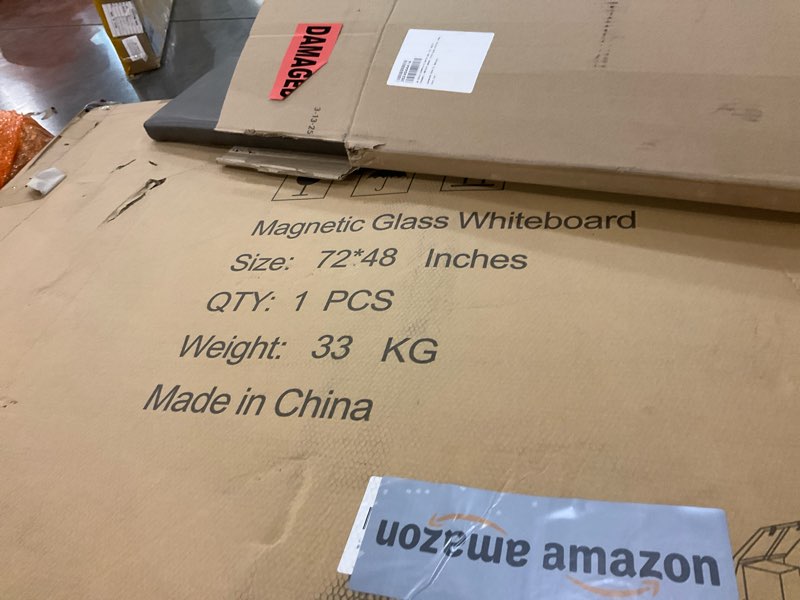 DAMAGED
3-13-25
Magnetic Glass Whiteboard
Size: 72*48 Inches
QTY: 1 PCS
Weight: 33 KG
Made in China
amazon amazon